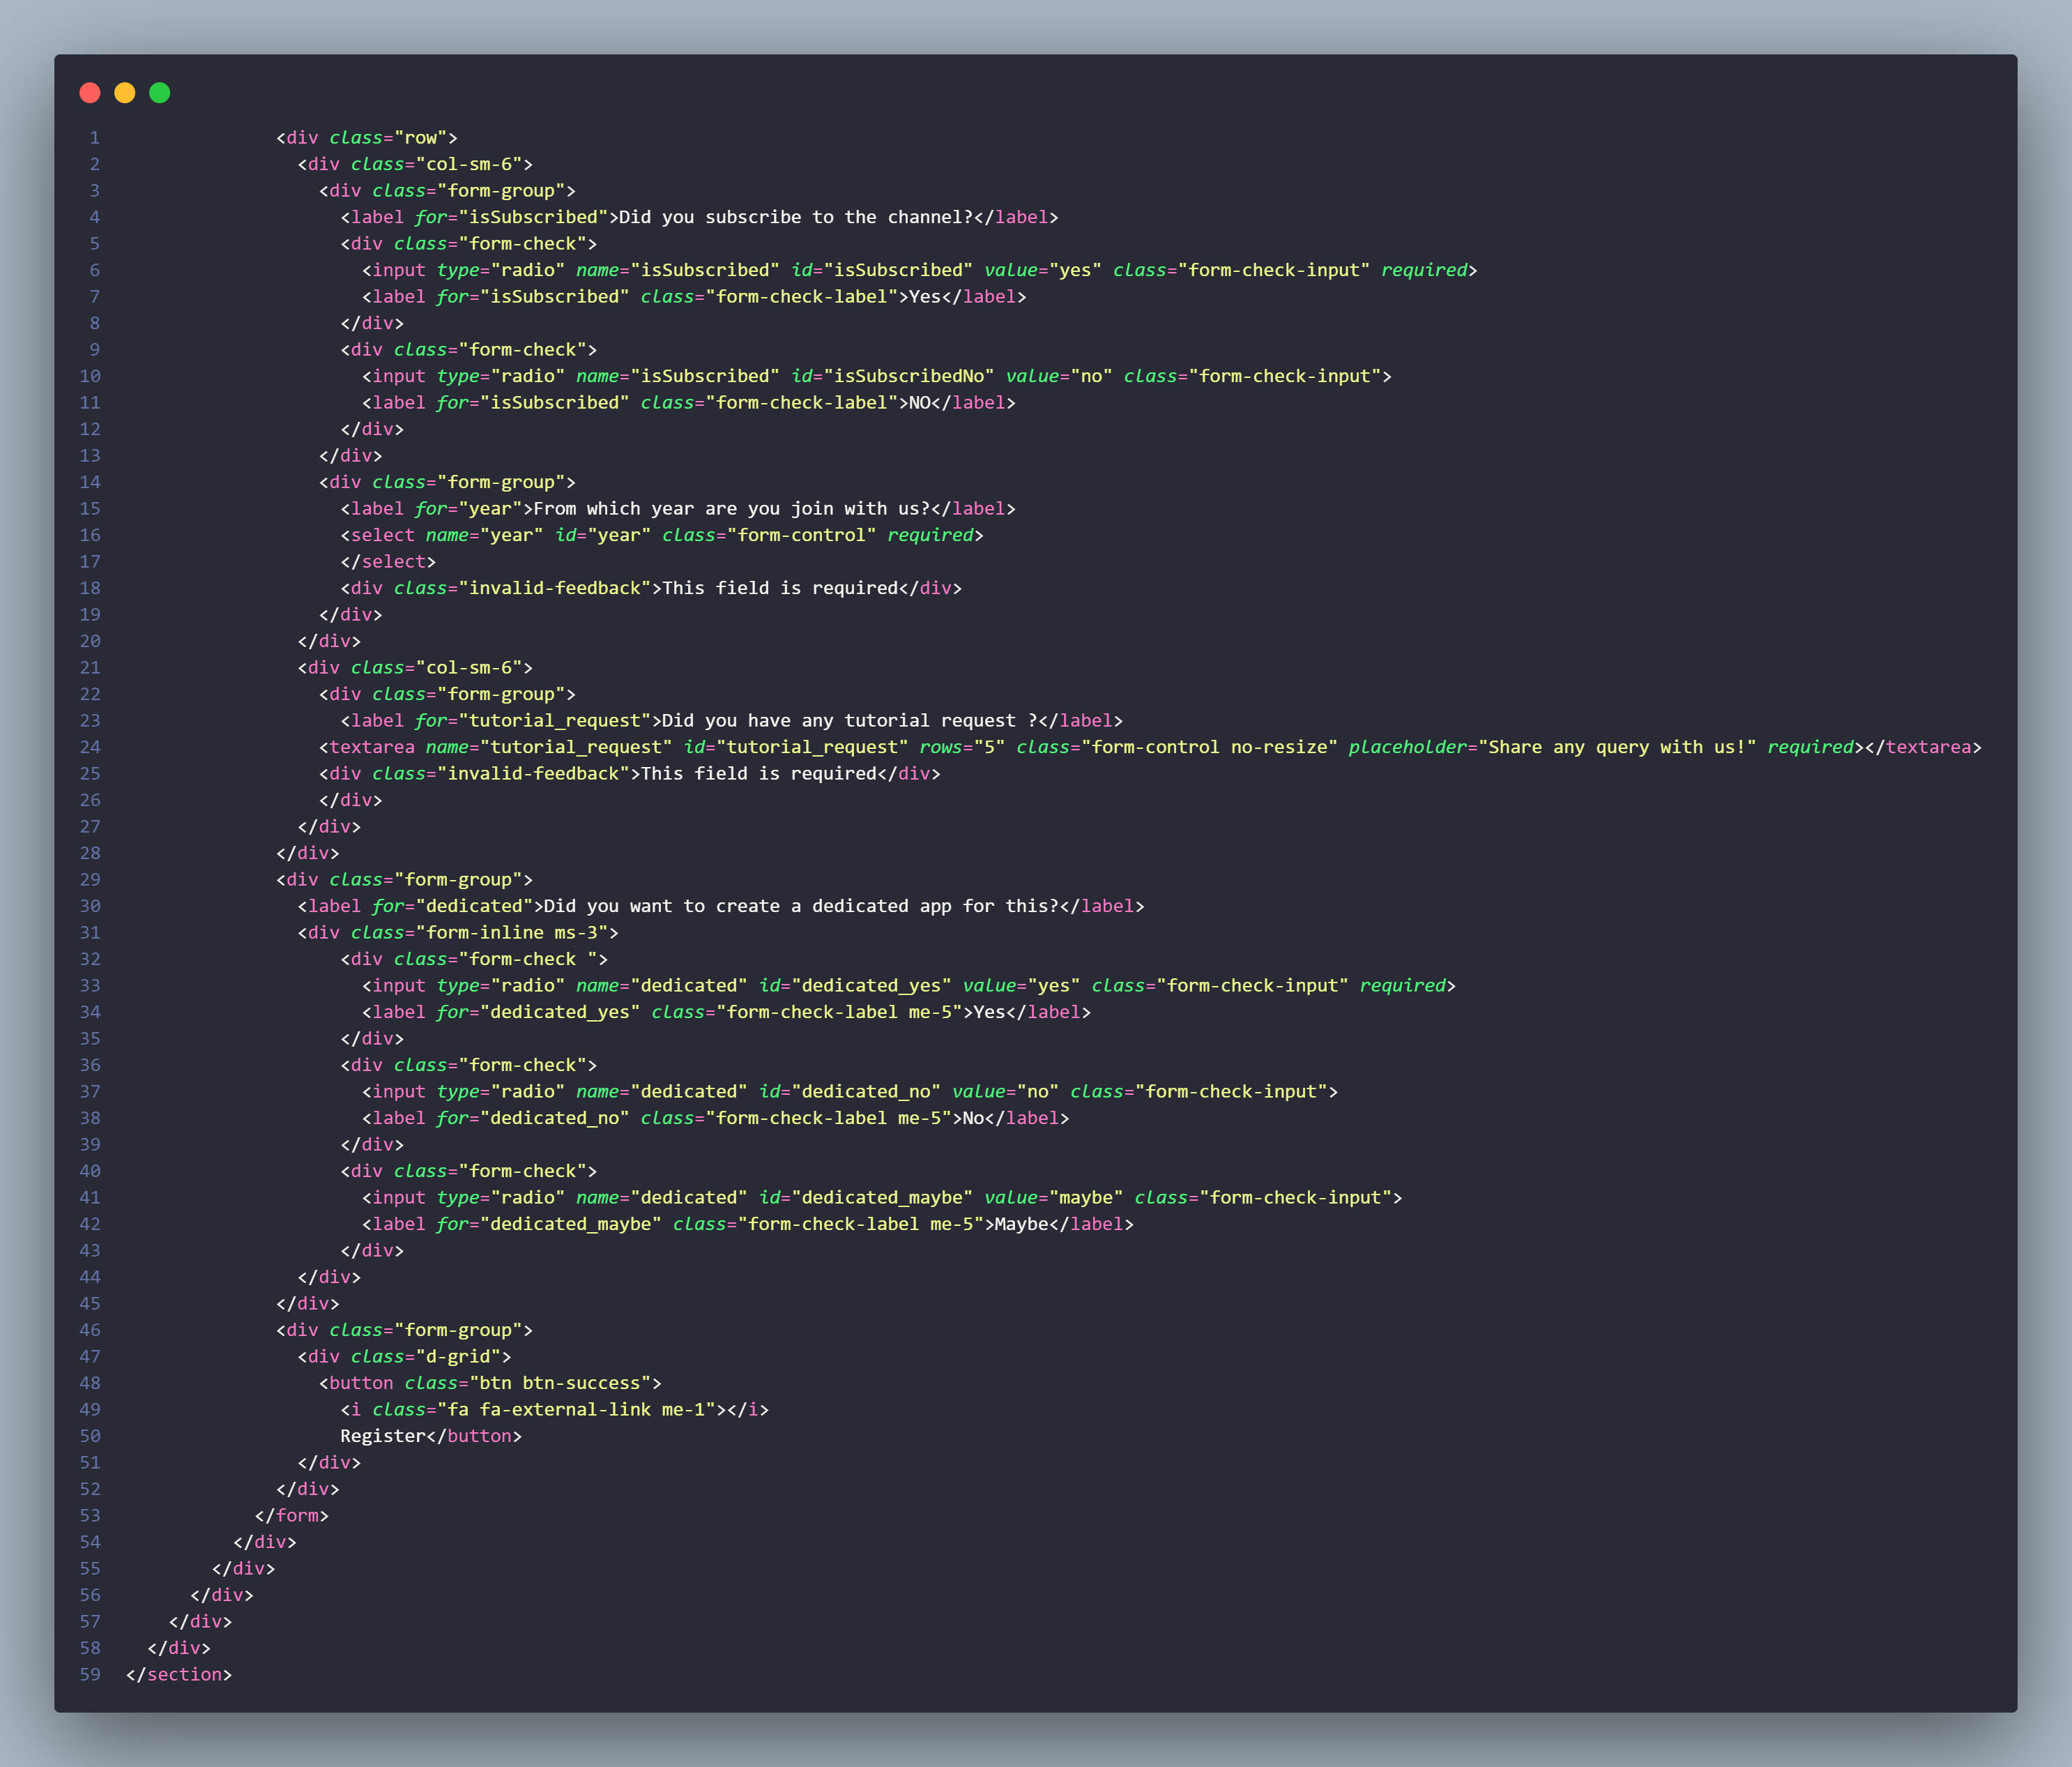 1 <div class="row">
2 <div class="col-sm-6">
3 <div class="form-group">
4 <label for="isSubscribed">Did you subscribe to the channel?</label>
5 <div class="form-check">
6 <input type="radio" name="isSubscribed" id="isSubscribed" value="yes" class="form-check-input" required>
7 <label for="isSubscribed" class="form-check-label">Yes</label>
8 </div>
9 <div class="form-check">
10 <input type="radio" name="isSubscribed" id="isSubscribedNo" value="no" class="form-check-input">
11 <label for="isSubscribed" class="form-check-label">NO</label>
12 </div>
13 </div>
14 <div class="form-group">
15 <label for="year">From which year are you join with us?</label>
16 <select name="year" id="year" class="form-control" required>
17 </select>
18 <div class="invalid-feedback">This field is required</div>
19 </div>
20 </div>
21 <div class="col-sm-6">
22 <div class="form-group">
23 <label for="tutorial_request">Did you have any tutorial request ?</label>
24 <textarea name="tutorial_request" id="tutorial_request" rows="5" class="form-control no-resize" placeholder="Share any query with us!" required></textarea>
25 <div class="invalid-feedback">This field is required</div>
26 </div>
27 </div>
28 </div>
29 <div class="form-group">
30 <label for="dedicated">Did you want to create a dedicated app for this?</label>
31 <div class="form-inline ms-3">
32 <div class="form-check ">
33 <input type="radio" name="dedicated" id="dedicated_yes" value="yes" class="form-check-input" required>
34 <label for="dedicated_yes" class="form-check-label me-5">Yes</label>
35 </div>
36 <div class="form-check">
37 <input type="radio" name="dedicated" id="dedicated_no" value="no" class="form-check-input">
38 <label for="dedicated_no" class="form-check-label me-5">No</label>
39 </div>
40 <div class="form-check">
41 <input type="radio" name="dedicated" id="dedicated_maybe" value="maybe" class="form-check-input">
42 <label for="dedicated_maybe" class="form-check-label me-5">Maybe</label>
43 </div>
44 </div>
45 </div>
46 <div class="form-group">
47 <div class="d-grid">
48 <button class="btn btn-success">
49 <i class="fa fa-external-link me-1"></i>
50 Register</button>
51 </div>
52 </div>
53 </form>
54 </div>
55 </div>
56 </div>
57 </div>
58 </div>
59 </section>